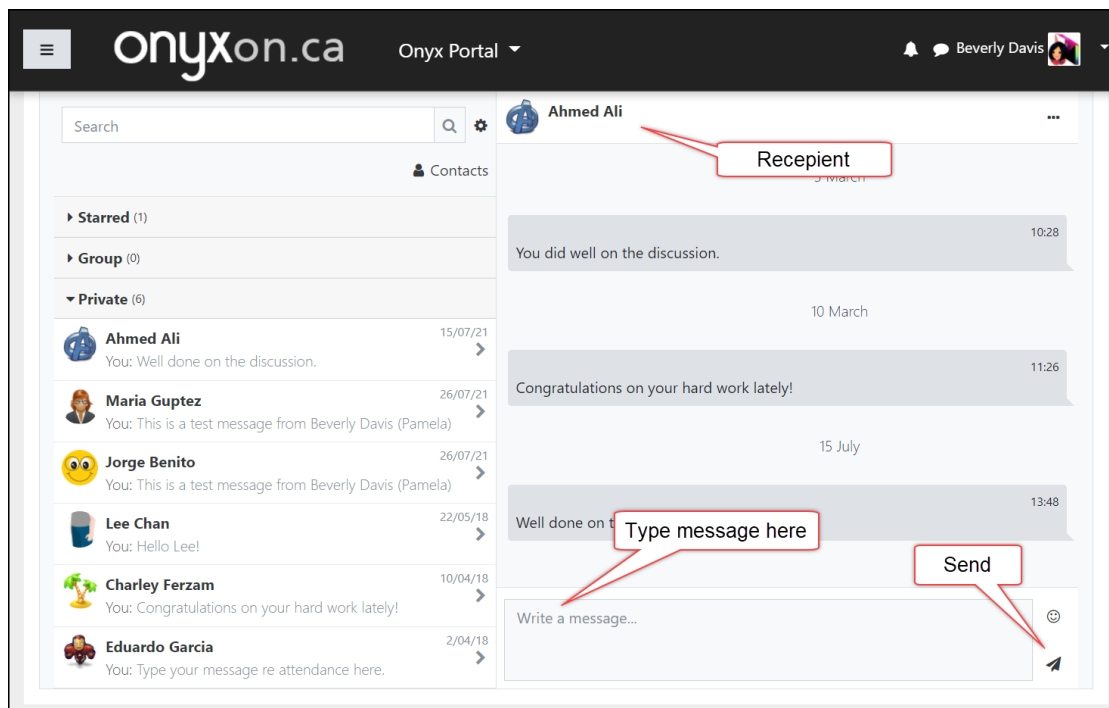 onyxon.ca
Onyx Portal
Beverly Davis
Search
Contacts
Starred (1)
Group (0)
Private (6)
Ahmed Ali
15/07/21
You: Well done on the discussion.
Maria Guptez
26/07/21
You: This is a test message from Beverly Davis (Pamela)
Jorge Benito
26/07/21
You: This is a test message from Beverly Davis (Pamela)
Lee Chan
22/05/18
You: Hello Lee!
Charley Ferzam
10/04/18
You: Congratulations on your hard work lately!
Eduardo Garcia
2/04/18
You: Type your message re attendance here.
Ahmed Ali
Recepient
March
10:28
You did well on the discussion.
10 March
11:26
Congratulations on your hard work lately!
15 July
13:48
Well done on
Type message here
Send
Write a message...